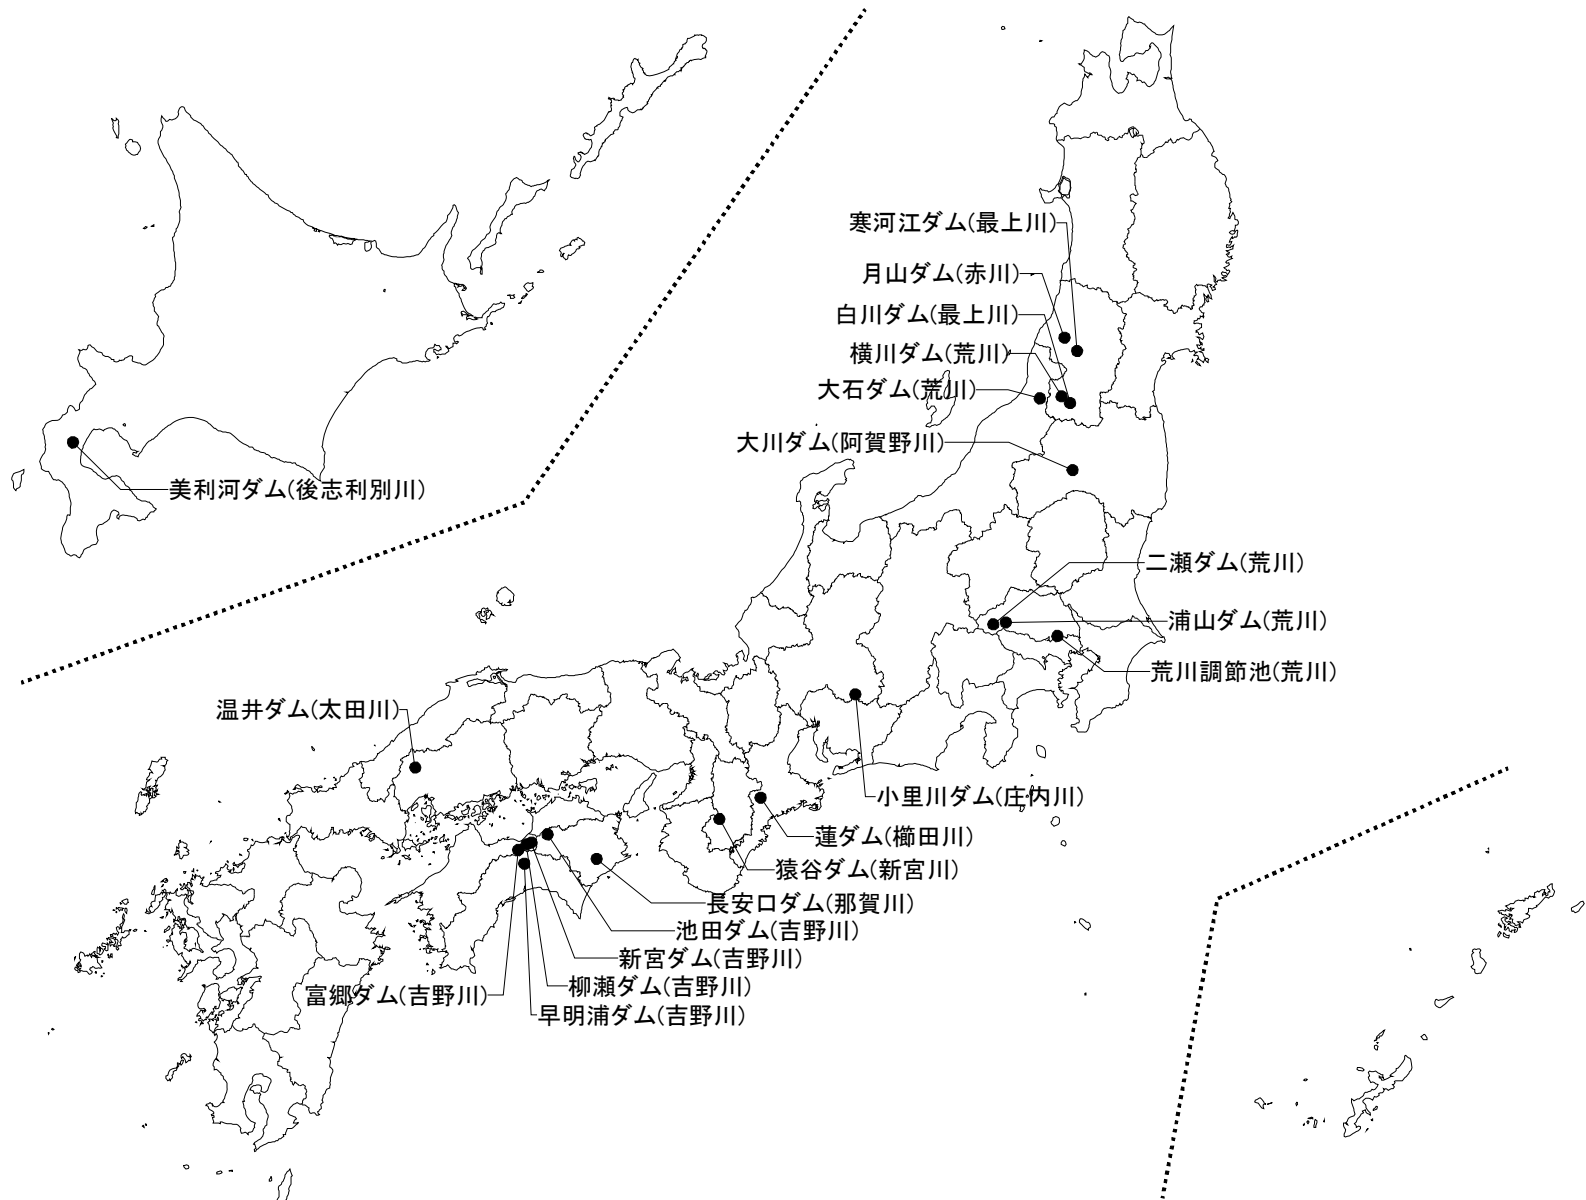 寒河江ダム(最上川)
月山ダム(赤川)
白川ダム(最上川)
横川ダム(荒川)
大石ダム(荒川)
大川ダム(阿賀野川)
美利河ダム(後志利別川)
二瀬ダム(荒川)
浦山ダム(荒川)
荒川調節池(荒川)
温井ダム(太田川)
小里川ダム(庄内川)
蓮ダム(櫛田川)
猿谷ダム(新宮川)
長安口ダム(那賀川)
池田ダム(吉野川)
新宮ダム(吉野川)
柳瀬ダム(吉野川)
富郷ダム(吉野川)
早明浦ダム(吉野川)